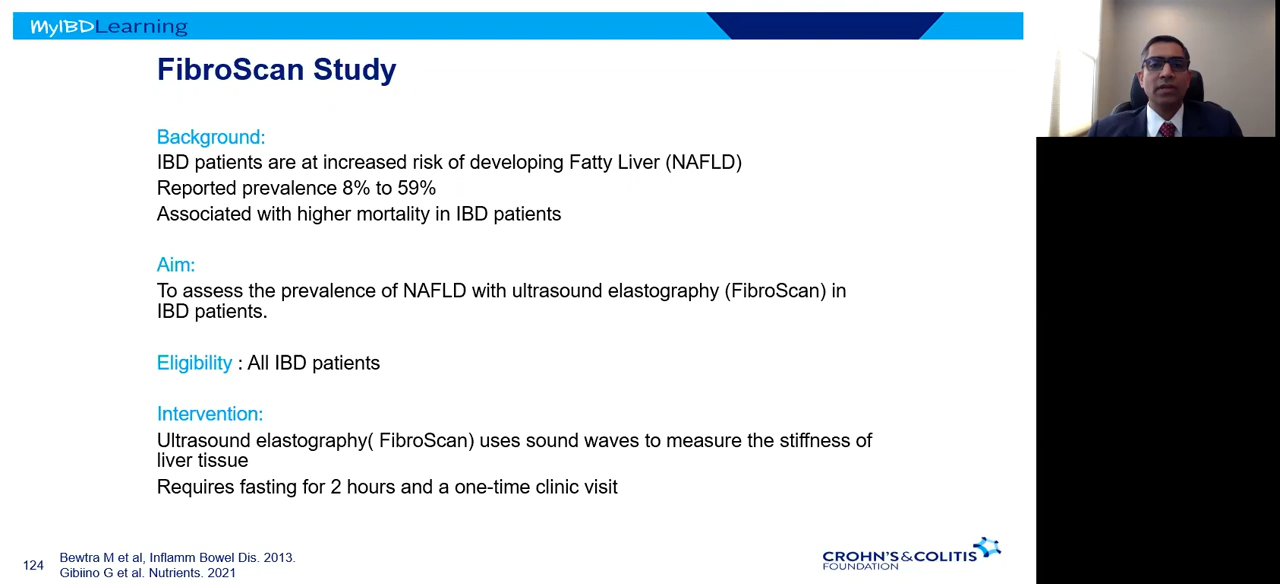 MyIBDLearning
FibroScan Study
Background:
IBD patients are at increased risk of developing Fatty Liver (NAFLD)
Reported prevalence 8% to 59%
Associated with higher mortality in IBD patients
Aim:
To assess the prevalence of NAFLD with ultrasound elastography (FibroScan) in
IBD patients.
Eligibility : All IBD patients
Intervention:
Ultrasound elastography( FibroScan) uses sound waves to measure the stiffness of
liver tissue
Requires fasting for 2 hours and a one-time clinic visit
124
Bewtra M et al, Inflamm Bowel Dis. 2013.
Gibiino G et al. Nutrients. 2021
CROHN'S & COLITIS
FOUNDATION